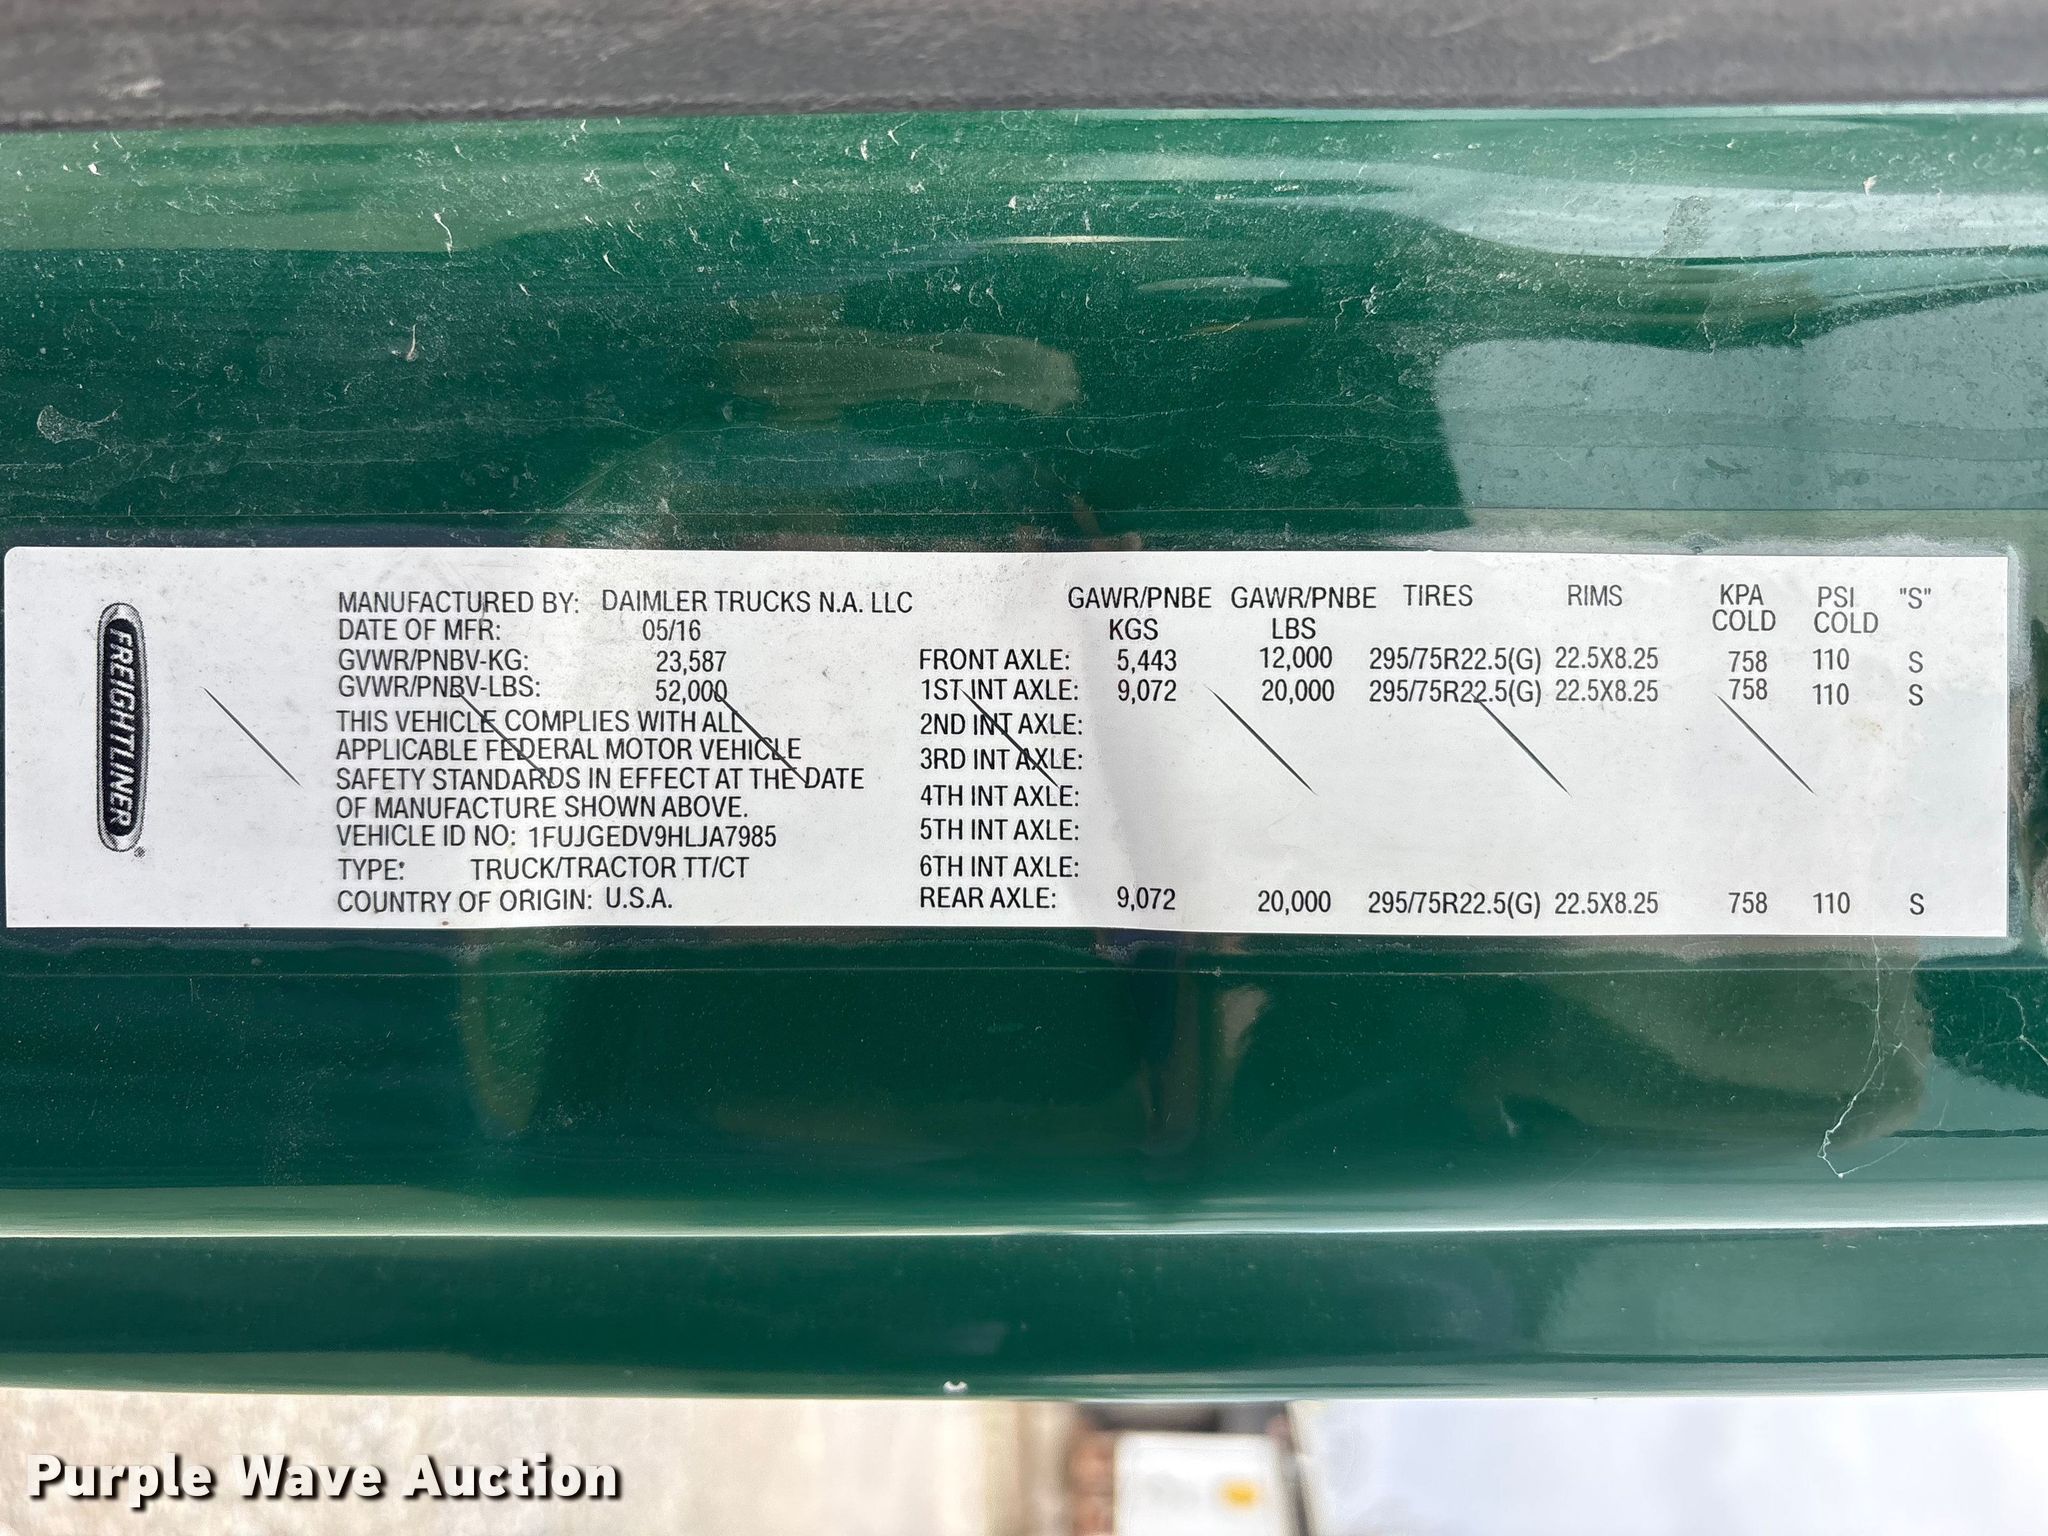 FREIGHTLINER
MANUFACTURED BY: DAIMLER TRUCKS N.A. LLC
DATE OF MFR: 05/16
GVWR/PNBV-KG: 23,587
GVWR/PNBV-LBS: 52,000
THIS VEHICLE COMPLIES WITH ALL
APPLICABLE FEDERAL MOTOR VEHICLE
SAFETY STANDARDS IN EFFECT AT THE DATE
OF MANUFACTURE SHOWN ABOVE.
VEHICLE ID NO: 1FUJGEDV9HLJA7985
TYPE: TRUCK/TRACTOR TT/CT
COUNTRY OF ORIGIN: U.S.A.
GAWR/PNBE GAWR/PNBE TIRES RIMS KPA PSI "S"
KGS LBS COLD COLD
FRONT AXLE: 5,443 12,000 295/75R22.5(G) 22.5X8.25 758 110 S
1ST INT AXLE: 9,072 20,000 295/75R22.5(G) 22.5X8.25 758 110 S
2ND INT AXLE:
3RD INT AXLE:
4TH INT AXLE:
5TH INT AXLE:
6TH INT AXLE:
REAR AXLE: 9,072 20,000 295/75R22.5(G) 22.5X8.25 758 110 S
Purple Wave Auction